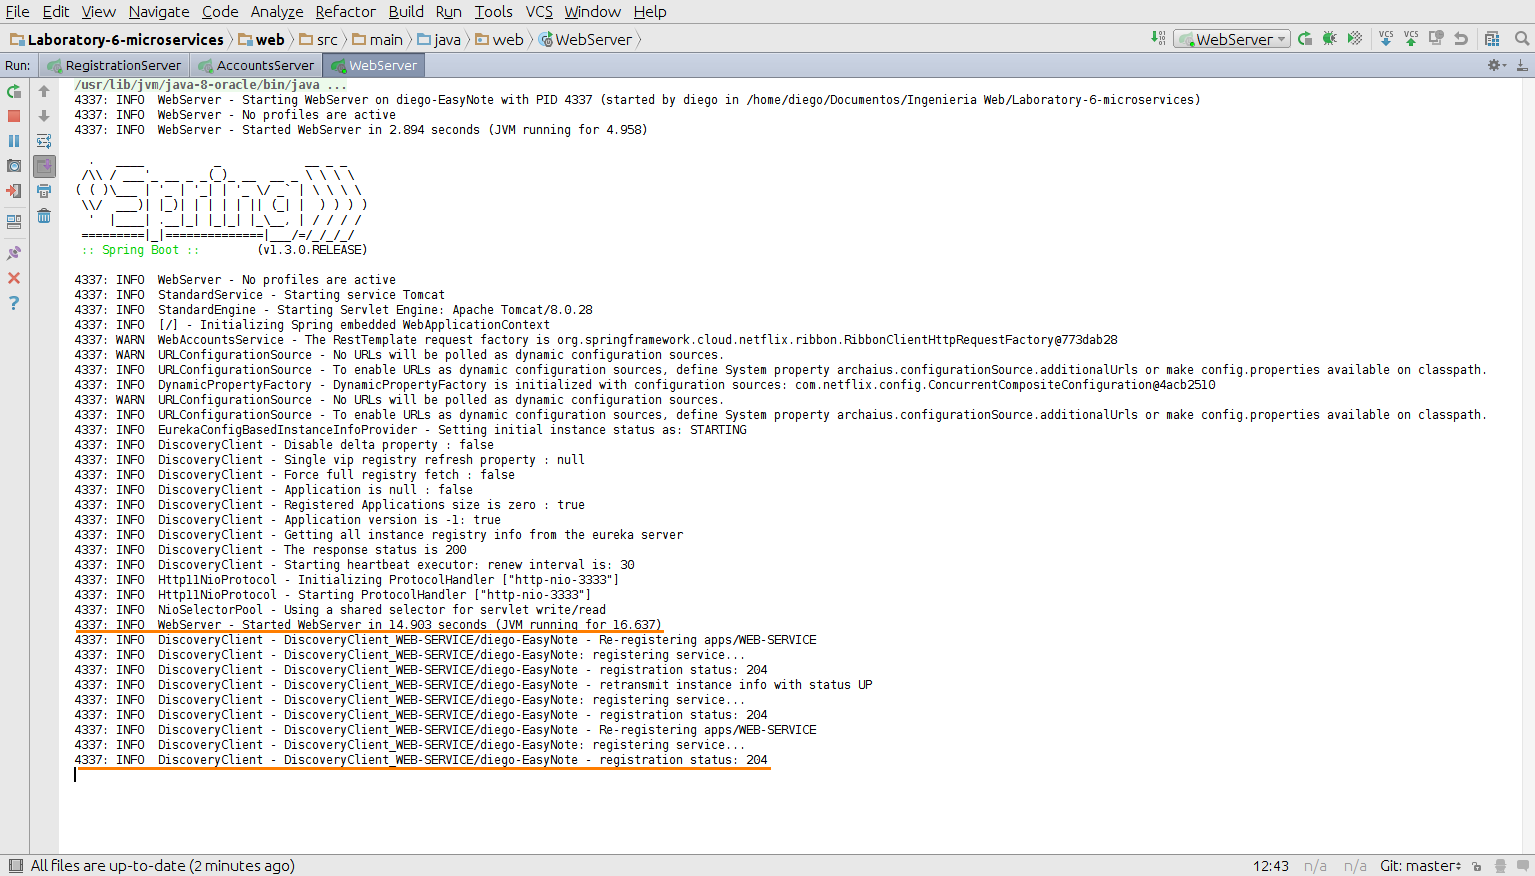 File Edit View Navigate Code Analyze Refactor Build Run Tools VCS Window Help
Laboratory-6-microservices web src main java web WebServer WebServer VCS VCS
Run: RegistrationServer AccountsServer WebServer
/usr/lib/jvm/java-8-oracle/bin/java ...
4337: INFO  WebServer - Starting WebServer on diego-EasyNote with PID 4337 (started by diego in /home/diego/Documentos/Ingenieria Web/Laboratory-6-microservices)
4337: INFO  WebServer - No profiles are active
4337: INFO  WebServer - Started WebServer in 2.894 seconds (JVM running for 4.958)
  .   ____          _            __ _ _
 /\\ / ___'_ __ _ _(_)_ __  __ _ \ \ \ \
( ( )\___ | '_ | '_| | '_ \/ _` | \ \ \ \
 \\/  ___)| |_)| | | | | || (_| |  ) ) ) )
  '  |____| .__|_| |_|_| |_\__, | / / / /
 =========|_|==============|___/=/_/_/_/
 :: Spring Boot ::        (v1.3.0.RELEASE)
4337: INFO  WebServer - No profiles are active
4337: INFO  StandardService - Starting service Tomcat
4337: INFO  StandardEngine - Starting Servlet Engine: Apache Tomcat/8.0.28
4337: INFO  [/] - Initializing Spring embedded WebApplicationContext
4337: WARN  WebAccountsService - The RestTemplate request factory is org.springframework.cloud.netflix.ribbon.RibbonClientHttpRequestFactory@773dab28
4337: WARN  URLConfigurationSource - No URLs will be polled as dynamic configuration sources.
4337: INFO  URLConfigurationSource - To enable URLs as dynamic configuration sources, define System property archaius.configurationSource.additionalUrls or make config.properties available on classpath.
4337: INFO  DynamicPropertyFactory - DynamicPropertyFactory is initialized with configuration sources: com.netflix.config.ConcurrentCompositeConfiguration@4acb2510
4337: WARN  URLConfigurationSource - No URLs will be polled as dynamic configuration sources.
4337: INFO  URLConfigurationSource - To enable URLs as dynamic configuration sources, define System property archaius.configurationSource.additionalUrls or make config.properties available on classpath.
4337: INFO  EurekaConfigBasedInstanceInfoProvider - Setting initial instance status as: STARTING
4337: INFO  DiscoveryClient - Disable delta property : false
4337: INFO  DiscoveryClient - Single vip registry refresh property : null
4337: INFO  DiscoveryClient - Force full registry fetch : false
4337: INFO  DiscoveryClient - Application is null : false
4337: INFO  DiscoveryClient - Registered Applications size is zero : true
4337: INFO  DiscoveryClient - Application version is -1: true
4337: INFO  DiscoveryClient - Getting all instance registry info from the eureka server
4337: INFO  DiscoveryClient - The response status is 200
4337: INFO  DiscoveryClient - Starting heartbeat executor: renew interval is: 30
4337: INFO  Http11NioProtocol - Initializing ProtocolHandler ["http-nio-3333"]
4337: INFO  Http11NioProtocol - Starting ProtocolHandler ["http-nio-3333"]
4337: INFO  NioSelectorPool - Using a shared selector for servlet write/read
4337: INFO  WebServer - Started WebServer in 14.903 seconds (JVM running for 16.637)
4337: INFO  DiscoveryClient - DiscoveryClient_WEB-SERVICE/diego-EasyNote - Re-registering apps/WEB-SERVICE
4337: INFO  DiscoveryClient - DiscoveryClient_WEB-SERVICE/diego-EasyNote: registering service...
4337: INFO  DiscoveryClient - DiscoveryClient_WEB-SERVICE/diego-EasyNote - registration status: 204
4337: INFO  DiscoveryClient - DiscoveryClient_WEB-SERVICE/diego-EasyNote - retransmit instance info with status UP
4337: INFO  DiscoveryClient - DiscoveryClient_WEB-SERVICE/diego-EasyNote: registering service...
4337: INFO  DiscoveryClient - DiscoveryClient_WEB-SERVICE/diego-EasyNote - registration status: 204
4337: INFO  DiscoveryClient - DiscoveryClient_WEB-SERVICE/diego-EasyNote - Re-registering apps/WEB-SERVICE
4337: INFO  DiscoveryClient - DiscoveryClient_WEB-SERVICE/diego-EasyNote: registering service...
4337: INFO  DiscoveryClient - DiscoveryClient_WEB-SERVICE/diego-EasyNote - registration status: 204
All files are up-to-date (2 minutes ago) 12:43 n/a n/a Git: master